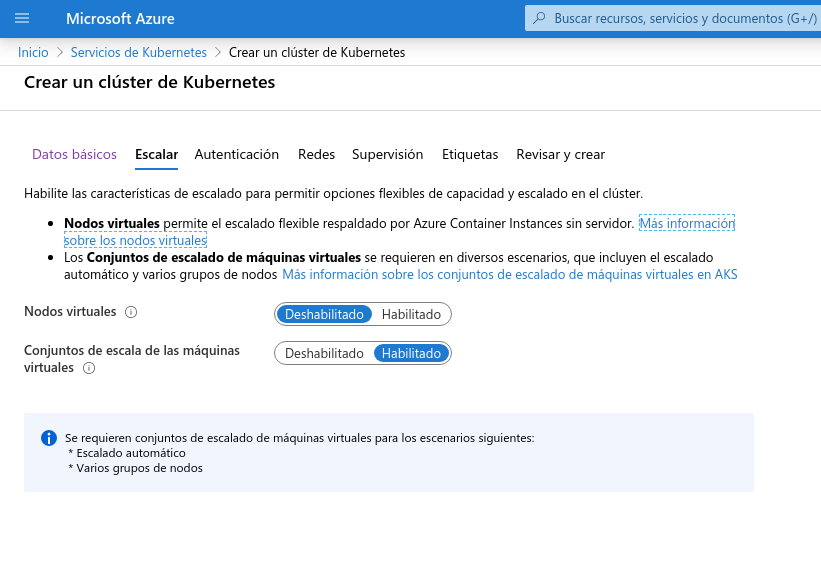 Microsoft Azure
Buscar recursos, servicios y documentos (G+/)
Inicio > Servicios de Kubernetes > Crear un clúster de Kubernetes
Crear un clúster de Kubernetes
Datos básicos Escalar Autenticación Redes Supervisión Etiquetas Revisar y crear
Habilite las características de escalado para permitir opciones flexibles de capacidad y escalado en el clúster.
• Nodos virtuales permite el escalado flexible respaldado por Azure Container Instances sin servidor. Más información
sobre los nodos virtuales
• Los Conjuntos de escalado de máquinas virtuales se requieren en diversos escenarios, que incluyen el escalado
automático y varios grupos de nodos Más información sobre los conjuntos de escalado de máquinas virtuales en AKS
Nodos virtuales
Deshabilitado Habilitado
Conjuntos de escala de las máquinas
virtuales
Deshabilitado Habilitado
Se requieren conjuntos de escalado de máquinas virtuales para los escenarios siguientes:
* Escalado automático
* Varios grupos de nodos